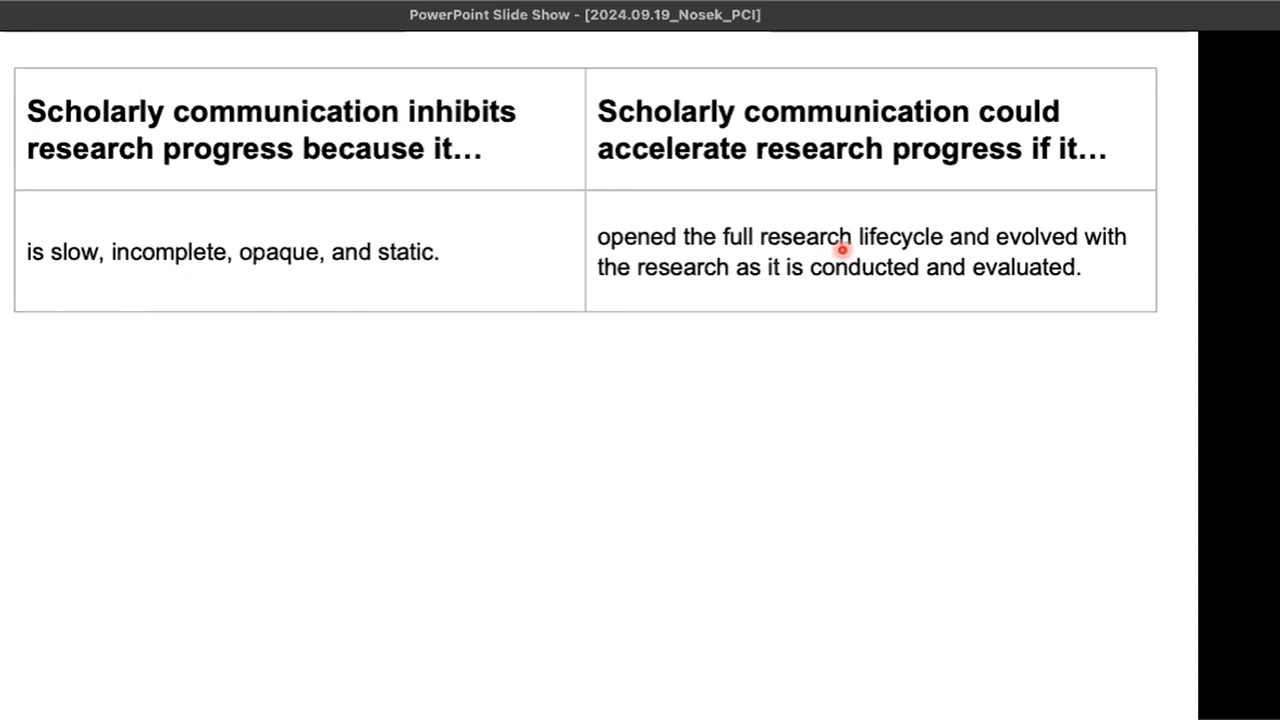 PowerPoint Slide Show - [2024.09.19_Nosek_PCI]
Scholarly communication inhibits
research progress because it...
Scholarly communication could
accelerate research progress if it...
is slow, incomplete, opaque, and static.
opened the full research lifecycle and evolved with
the research as it is conducted and evaluated.